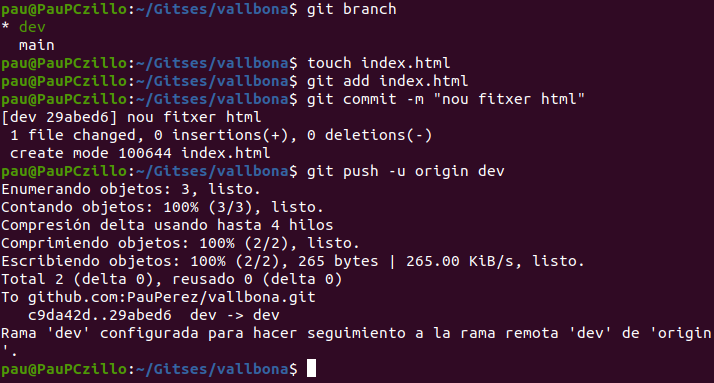 pau@PauPCzillo:~/Gitses/vallbona$ git branch
* dev
  main
pau@PauPCzillo:~/Gitses/vallbona$ touch index.html
pau@PauPCzillo:~/Gitses/vallbona$ git add index.html
pau@PauPCzillo:~/Gitses/vallbona$ git commit -m "nou fitxer html"
[dev 29abed6] nou fitxer html
 1 file changed, 0 insertions(+), 0 deletions(-)
 create mode 100644 index.html
pau@PauPCzillo:~/Gitses/vallbona$ git push -u origin dev
Enumerando objetos: 3, listo.
Contando objetos: 100% (3/3), listo.
Compresión delta usando hasta 4 hilos
Comprimiendo objetos: 100% (2/2), listo.
Escribiendo objetos: 100% (2/2), 265 bytes | 265.00 KiB/s, listo.
Total 2 (delta 0), reusado 0 (delta 0)
To github.com:PauPerez/vallbona.git
   c9da42d..29abed6  dev -> dev
Rama 'dev' configurada para hacer seguimiento a la rama remota 'dev' de 'origin
'.
pau@PauPCzillo:~/Gitses/vallbona$